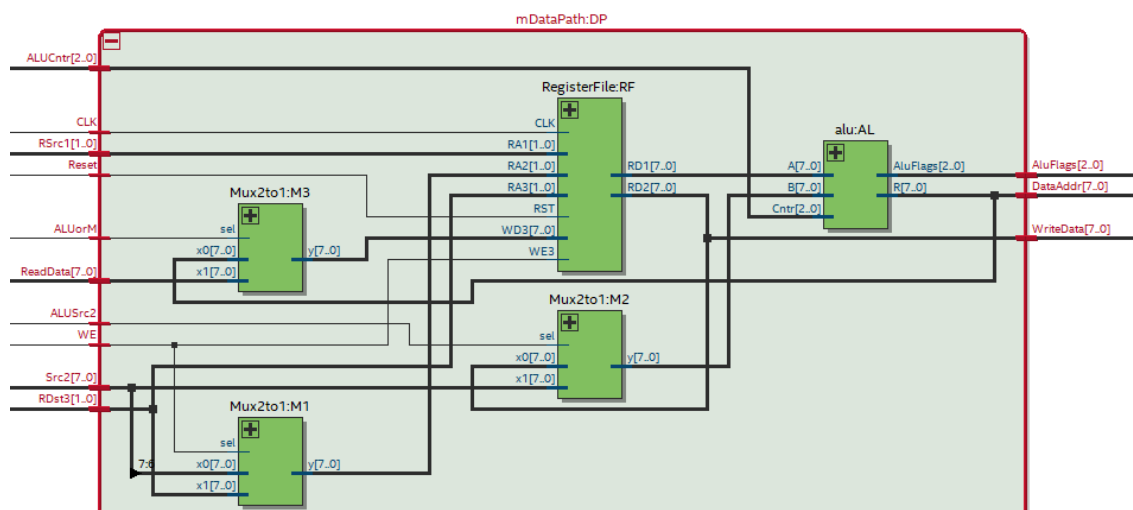 mDataPath:DP
ALUCntr[2..0]
CLK
RSrc1[1..0]
Reset
ALUorM
ReadData[7..0]
ALUSrc2
WE
Src2[7..0]
RDst3[1..0]
Mux2to1:M3
sel
x0[7..0]
x1[7..0]
y[7..0]
7:6
Mux2to1:M1
sel
x0[7..0]
x1[7..0]
y[7..0]
RegisterFile:RF
CLK
RA1[1..0]
RA2[1..0]
RA3[1..0]
RST
WD3[7..0]
WE3
RD1[7..0]
RD2[7..0]
Mux2to1:M2
sel
x0[7..0]
x1[7..0]
y[7..0]
alu:AL
A[7..0]
B[7..0]
Cntr[2..0]
AluFlags[2..0]
R[7..0]
AluFlags[2..0]
DataAddr[7..0]
WriteData[7..0]